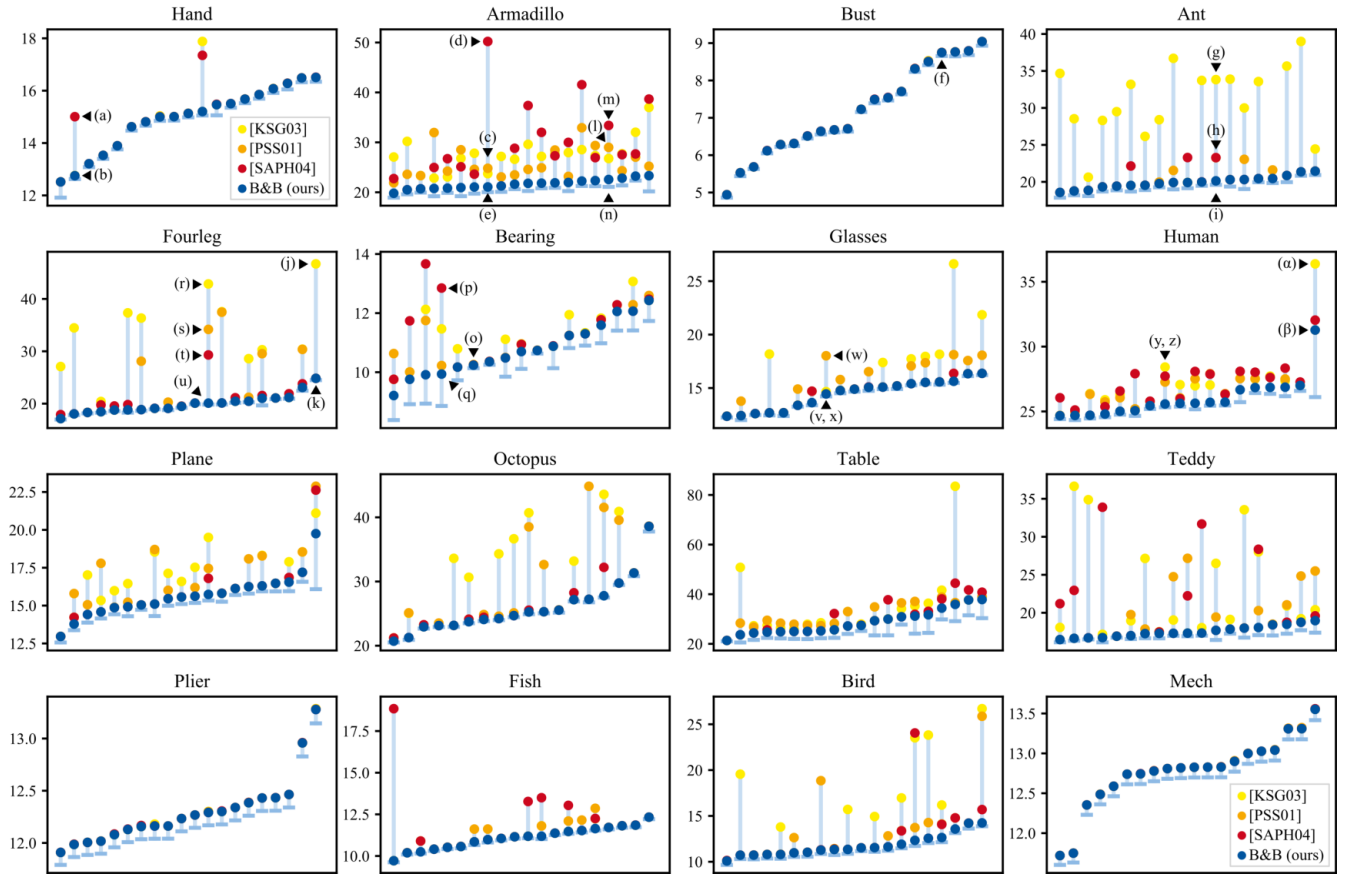 Hand
Armadillo
Bust
Ant
18
16
14
12
(a)
(b)
[KSG03]
[PSS01]
[SAPH04]
B&B (ours)
50
40
30
20
(d)
(c)
(m)
(l)
(e)
(n)
9
8
7
6
5
(f)
40
35
30
25
20
(g)
(h)
(i)
Fourleg
Bearing
Glasses
Human
40
30
20
(j)
(r)
(s)
(t)
(u)
(k)
14
12
10
(p)
(o)
(q)
25
20
15
(w)
(v, x)
35
30
25
(α)
(β)
(y, z)
Plane
Octopus
Table
Teddy
22.5
20.0
17.5
15.0
12.5
40
30
20
80
60
40
20
35
30
25
20
15
Plier
Fish
Bird
Mech
13.0
12.5
12.0
17.5
15.0
12.5
10.0
25
20
15
10
13.5
13.0
12.5
12.0
[KSG03]
[PSS01]
[SAPH04]
B&B (ours)